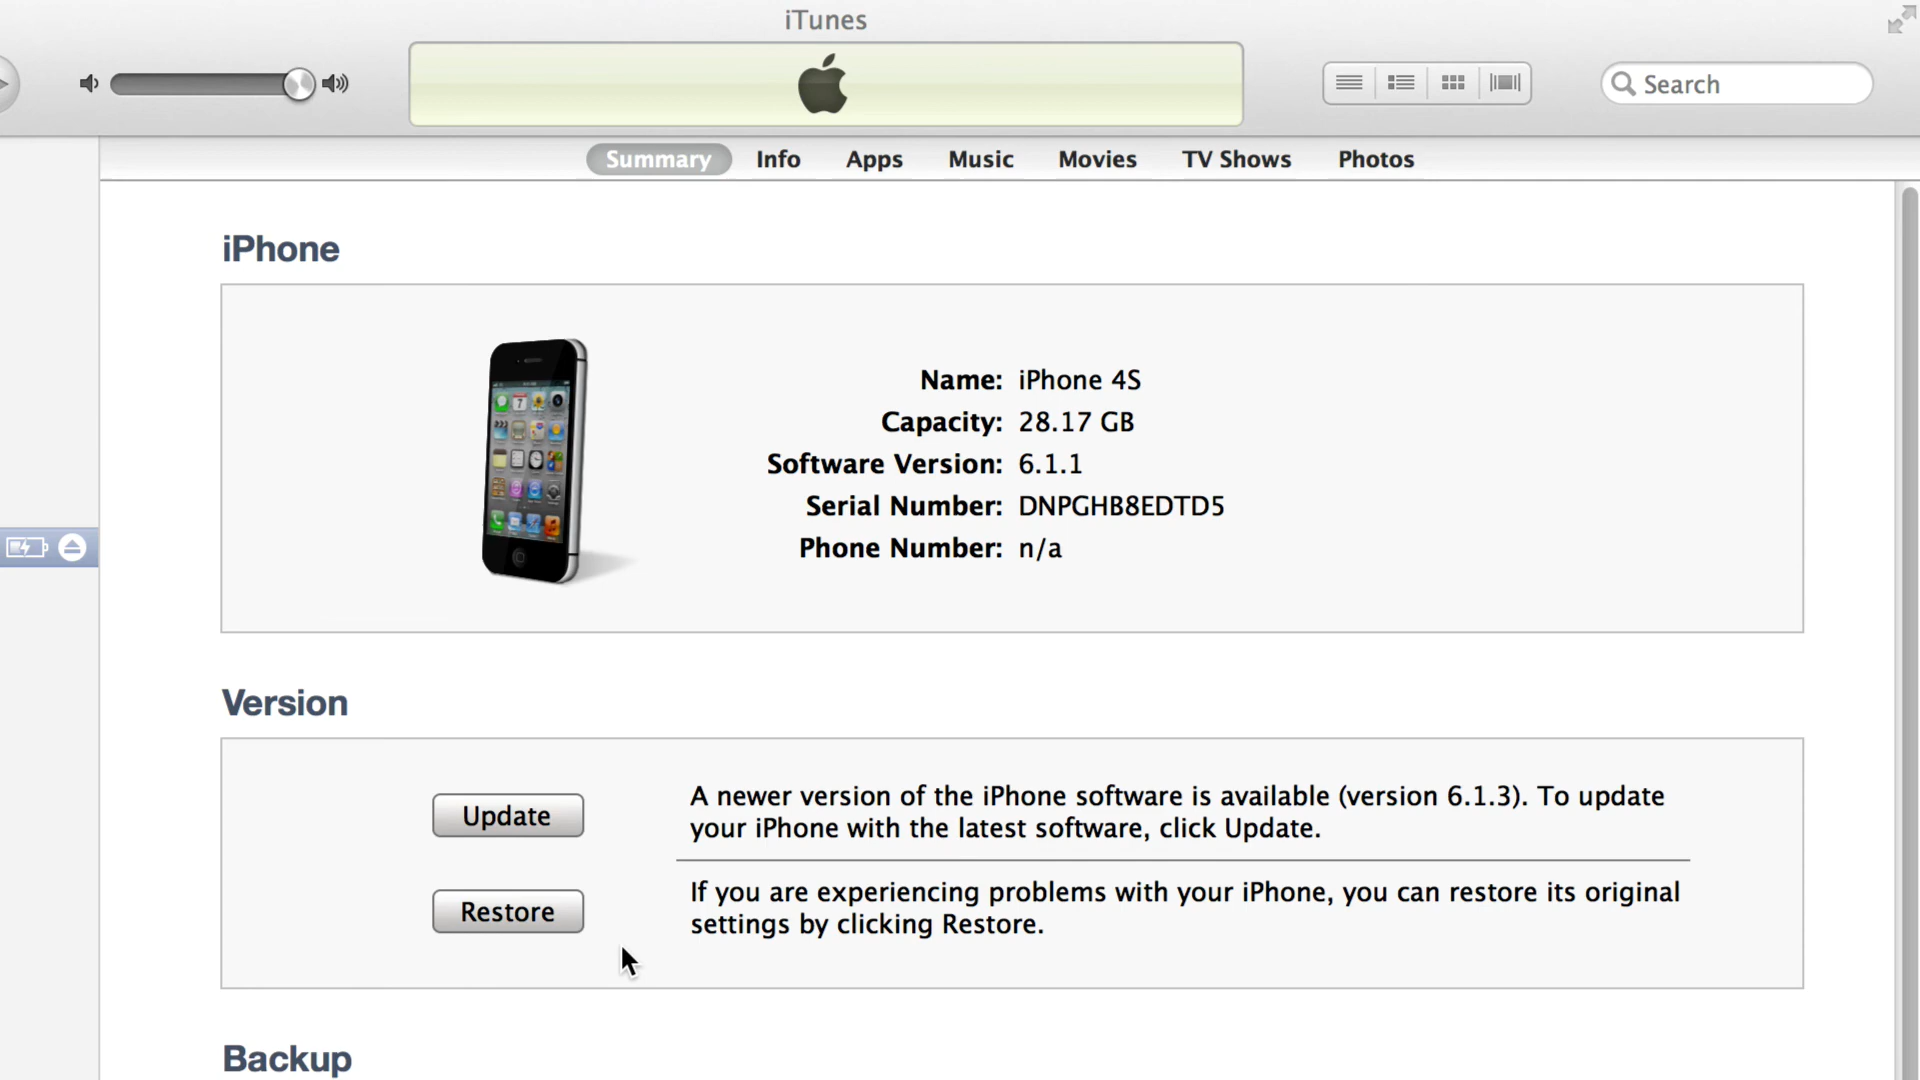 iTunes
Search
Summary Info Apps Music Movies TV Shows Photos
iPhone
Name: iPhone 4S
Capacity: 28.17 GB
Software Version: 6.1.1
Serial Number: DNPGHB8EDTD5
Phone Number: n/a
Version
Update
A newer version of the iPhone software is available (version 6.1.3). To update
your iPhone with the latest software, click Update.
Restore
If you are experiencing problems with your iPhone, you can restore its original
settings by clicking Restore.
Backup